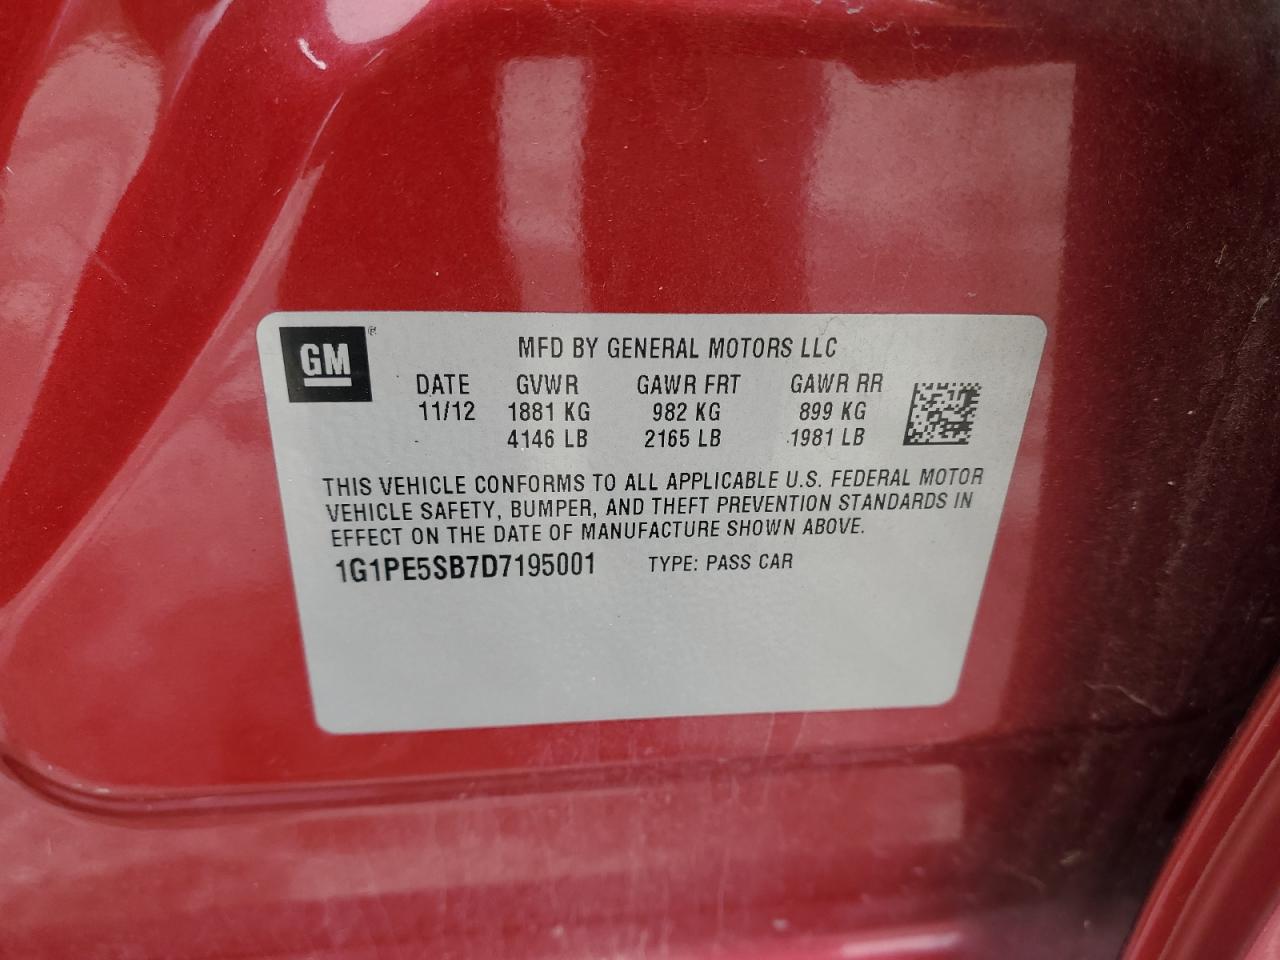 GM®
MFD BY GENERAL MOTORS LLC
DATE GVWR GAWR FRT GAWR RR
11/12 1881 KG 982 KG 899 KG
4146 LB 2165 LB 1981 LB
THIS VEHICLE CONFORMS TO ALL APPLICABLE U.S. FEDERAL MOTOR
VEHICLE SAFETY, BUMPER, AND THEFT PREVENTION STANDARDS IN
EFFECT ON THE DATE OF MANUFACTURE SHOWN ABOVE.
1G1PE5SB7D7195001 TYPE: PASS CAR